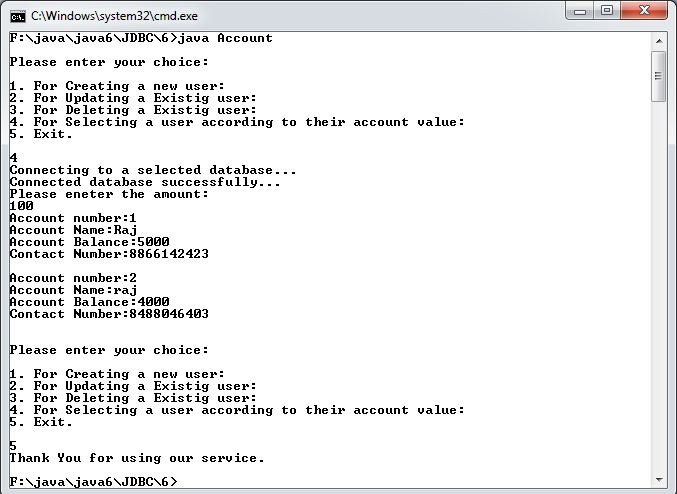 C:\Windows\system32\cmd.exe
F:\java\java6\JDBC\6>java Account
Please enter your choice:
1. For Creating a new user:
2. For Updating a Existig user:
3. For Deleting a Existig user:
4. For Selecting a user according to their account value:
5. Exit.
4
Connecting to a selected database...
Connected database successfully...
Please eneter the amount:
100
Account number:1
Account Name:Raj
Account Balance:5000
Contact Number:8866142423
Account number:2
Account Name:raj
Account Balance:4000
Contact Number:8488046403
Please enter your choice:
1. For Creating a new user:
2. For Updating a Existig user:
3. For Deleting a Existig user:
4. For Selecting a user according to their account value:
5. Exit.
5
Thank You for using our service.
F:\java\java6\JDBC\6>